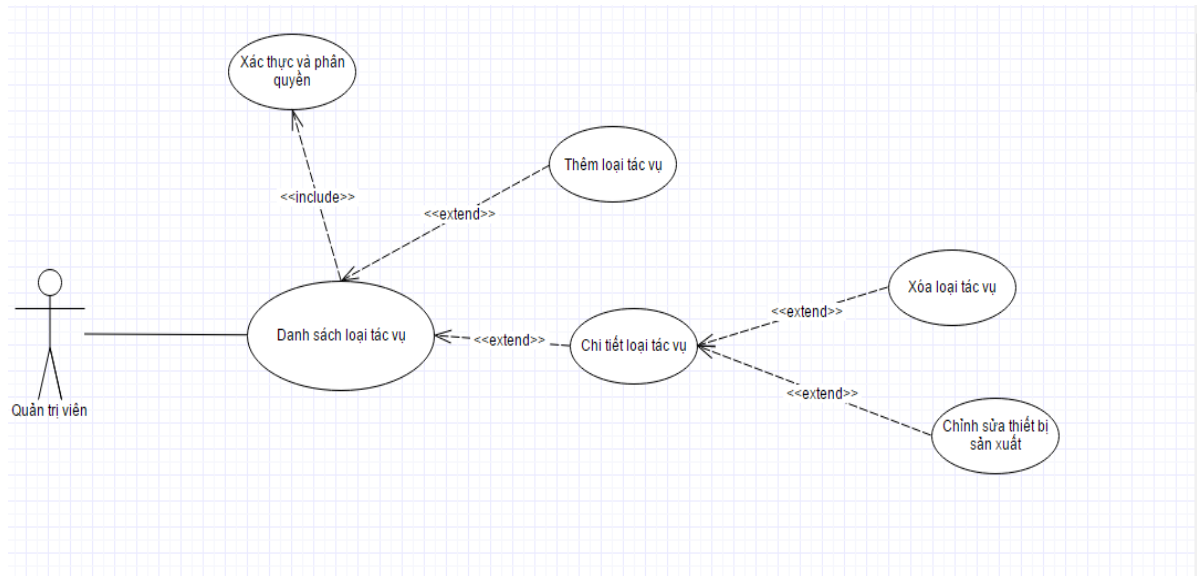 Xác thực và phân
quyền
Thêm loại tác vụ
<<include>>
<<extend>>
Xóa loại tác vụ
<<extend>>
Danh sách loại tác vụ
<<extend>>
Chi tiết loại tác vụ
<<extend>>
Quản trị viên
Chỉnh sửa thiết bị
sản xuất